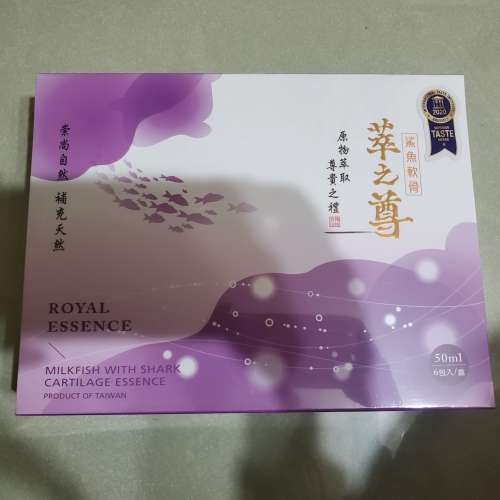 崇尚自然 補充天然
鯊魚軟骨
萃之尊
原物萃取
尊貴之禮
2020
TASTE
ROYAL
ESSENCE
MILKFISH WITH SHARK
CARTILAGE ESSENCE
PRODUCT OF TAIWAN
50ml
6包入/盒